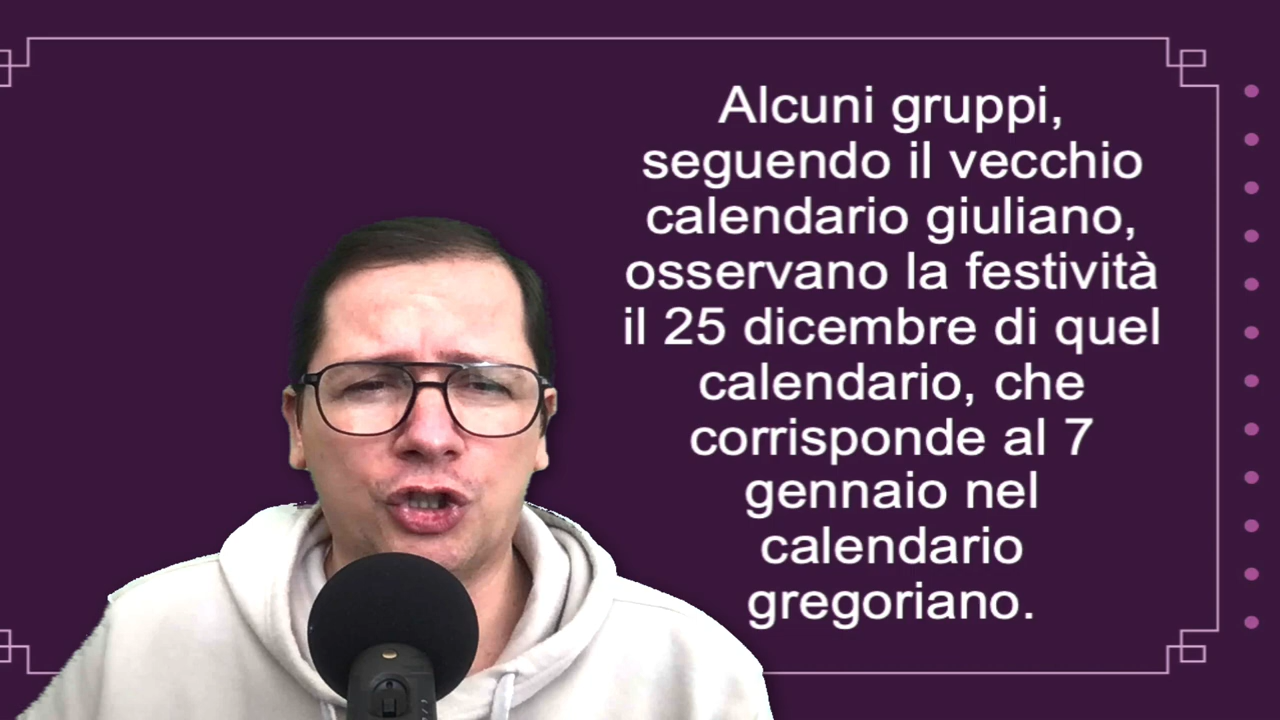 Alcuni gruppi,
seguendo il vecchio
calendario giuliano,
osservano la festività
il 25 dicembre di quel
calendario, che
corrisponde al 7
gennaio nel
calendario
gregoriano.